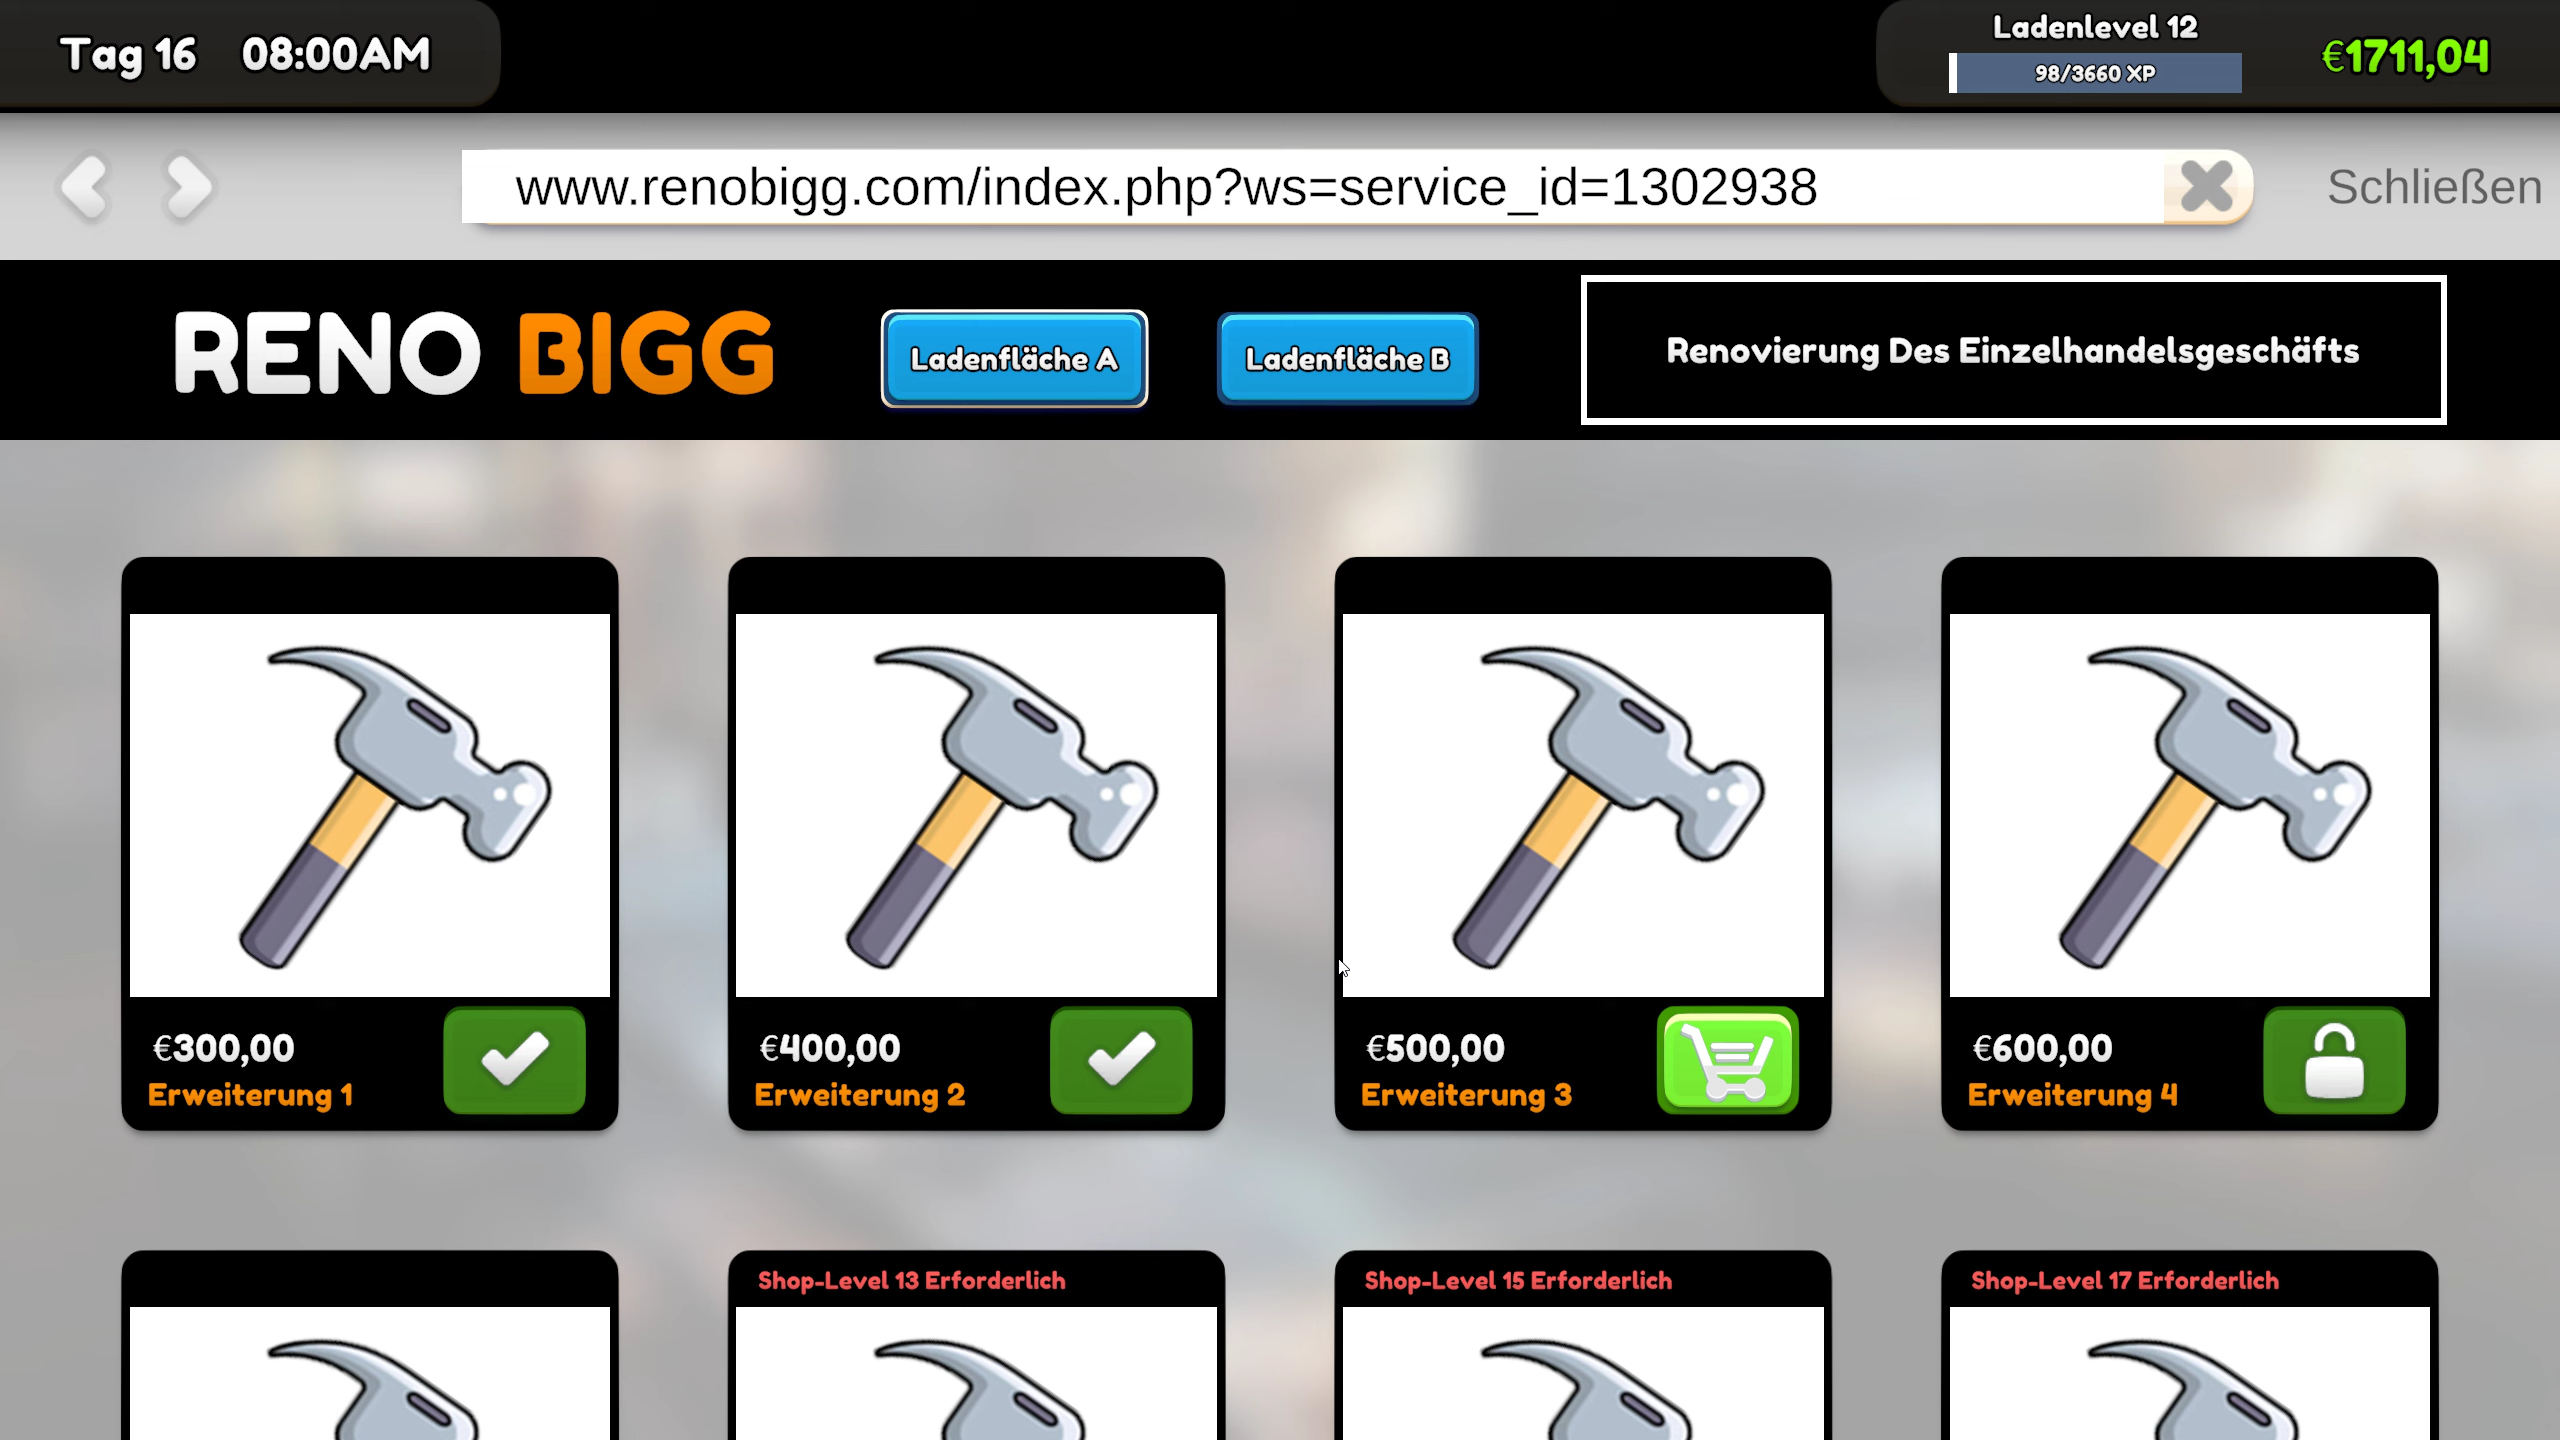 Tag 16 08:00AM
Ladenlevel 12
98/3660 XP
€1711,04
www.renobigg.com/index.php?ws=service_id=1302938
Schließen
RENO BIGG
Ladenfläche A
Ladenfläche B
Renovierung Des Einzelhandelsgeschäfts
€300,00
Erweiterung 1
€400,00
Erweiterung 2
€500,00
Erweiterung 3
€600,00
Erweiterung 4
Shop-Level 13 Erforderlich
Shop-Level 15 Erforderlich
Shop-Level 17 Erforderlich